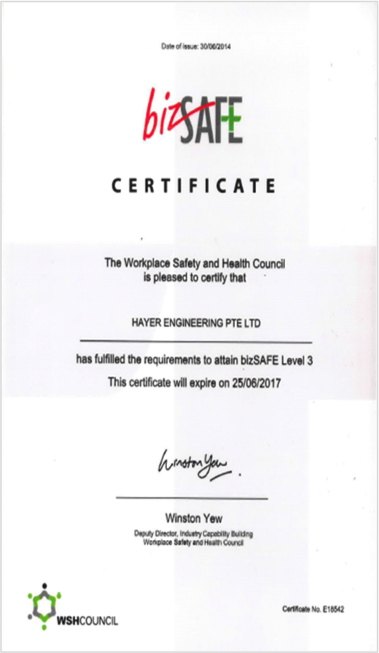 Date of issue: 30/06/2014
bizSAFE
CERTIFICATE
The Workplace Safety and Health Council
is pleased to certify that
HAYER ENGINEERING PTE LTD
has fulfilled the requirements to attain bizSAFE Level 3
This certificate will expire on 25/06/2017
Winston Yew
Winston Yew
Deputy Director, Industry Capability Building
Workplace Safety and Health Council
WSHCOUNCIL
Certificate No. E18542